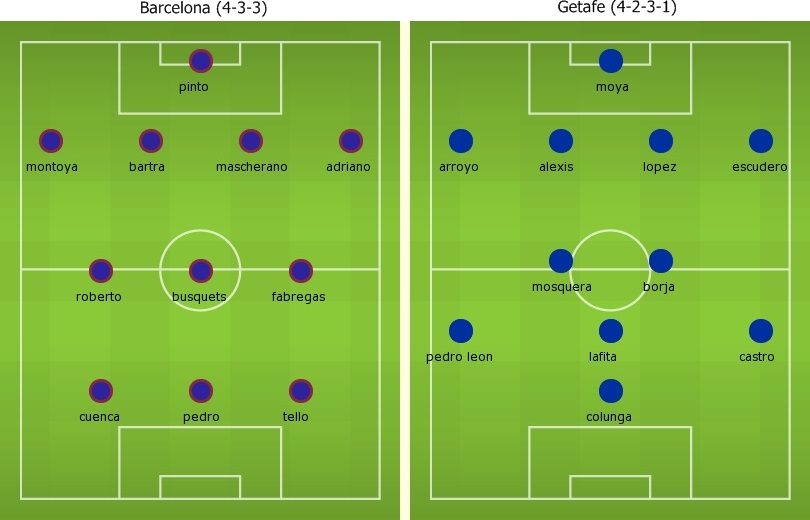 Barcelona (4-3-3)
pinto
montoya bartra mascherano adriano
roberto busquets fabregas
cuenca pedro tello
Getafe (4-2-3-1)
moya
arroyo alexis lopez escudero
mosquera borja
pedro leon lafita castro
colunga